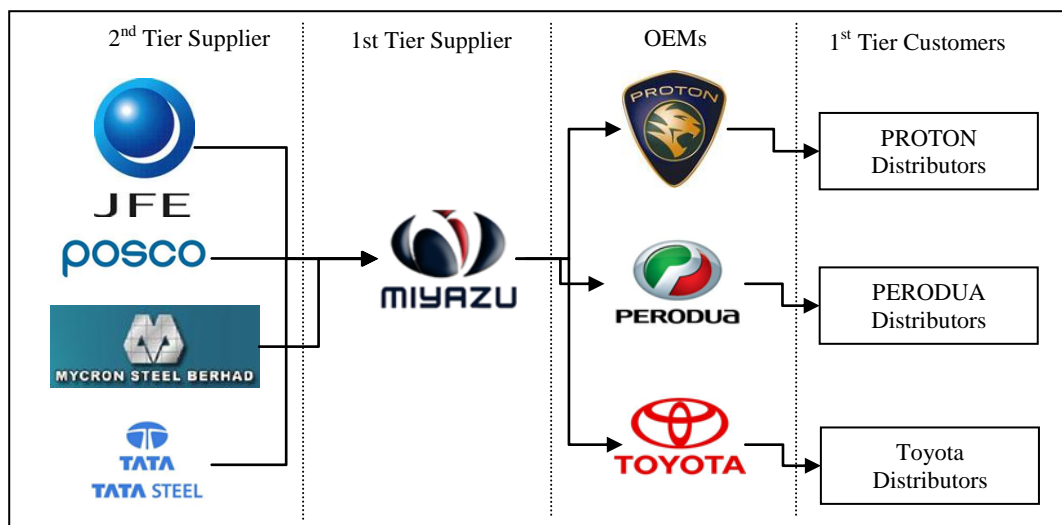 2nd Tier Supplier
1st Tier Supplier
OEMs
1st Tier Customers
JFE
posco
MYCRON STEEL BERHAD
TATA
TATA STEEL
MIYAZU
PROTON
PERODUA
TOYOTA
PROTON
Distributors
PERODUA
Distributors
Toyota
Distributors